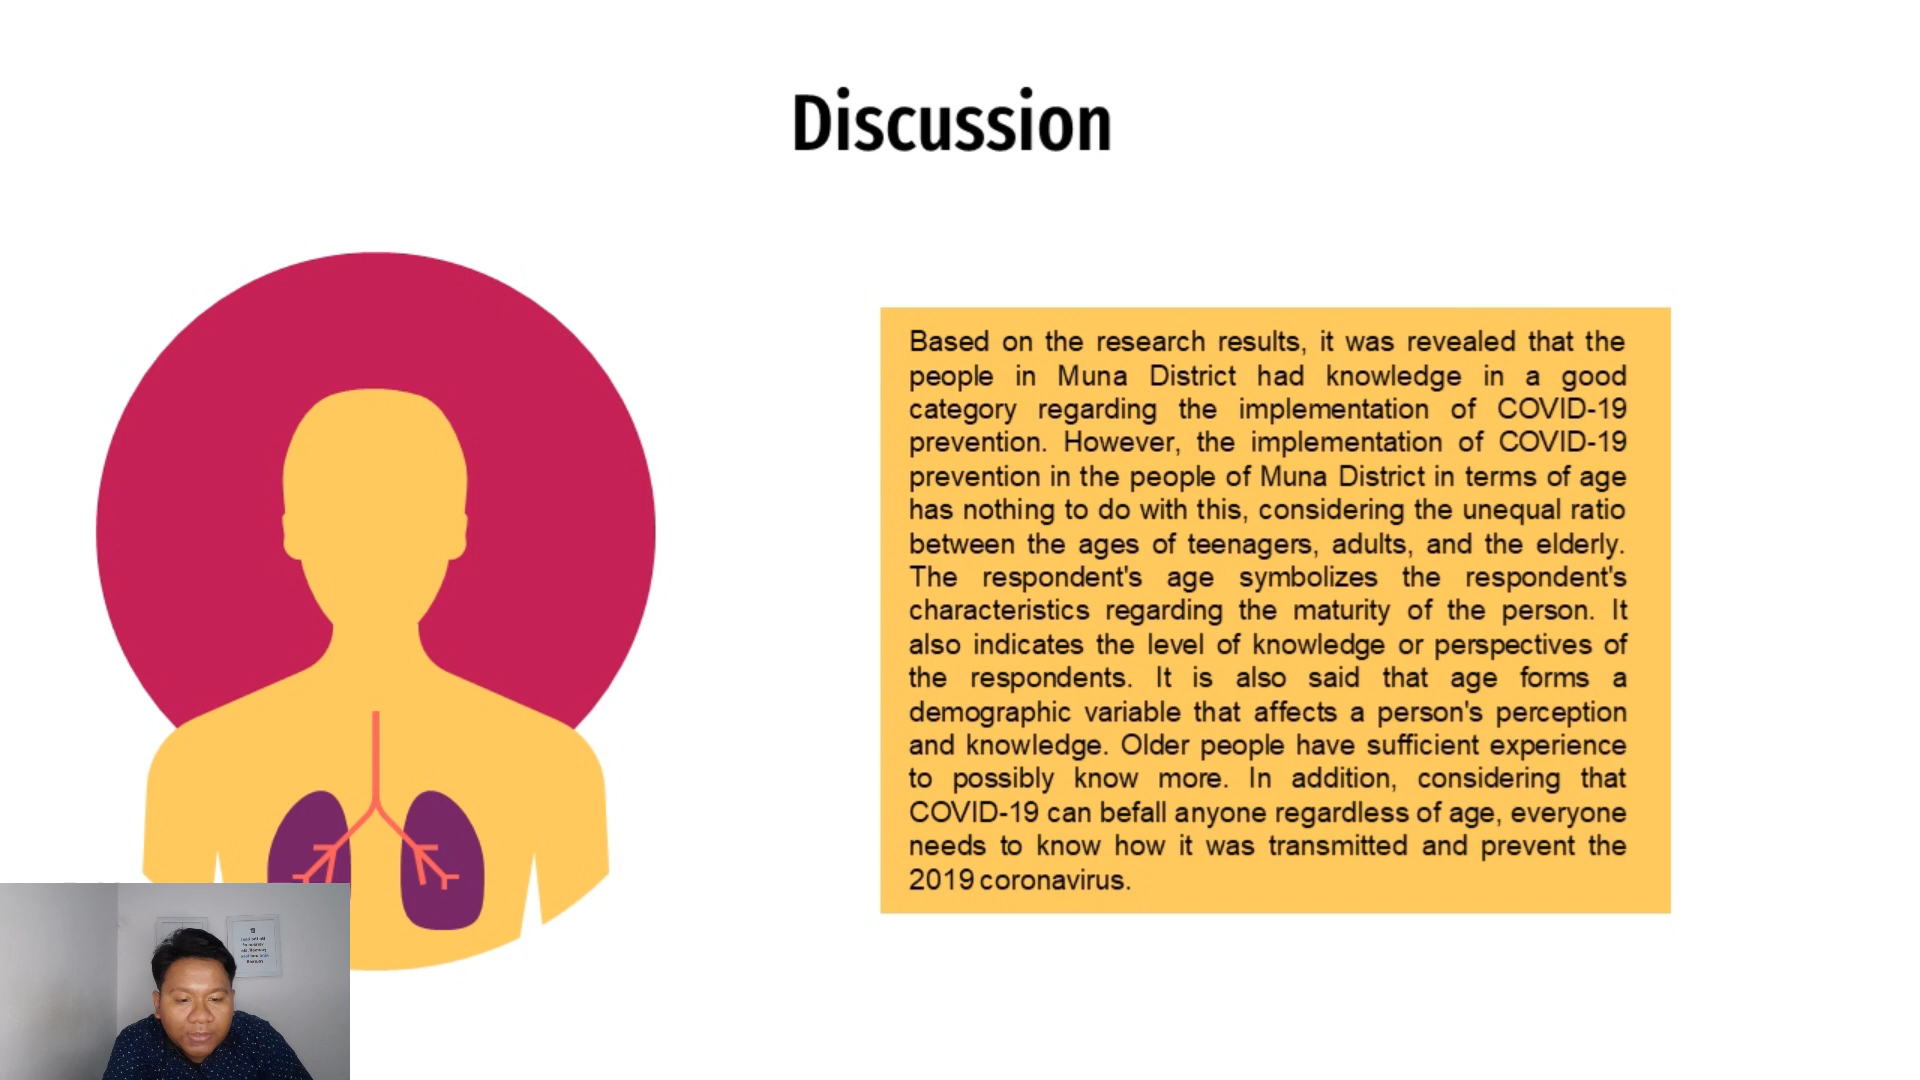 Discussion
Based on the research results, it was revealed that the
people in Muna District had knowledge in a good
category regarding the implementation of COVID-19
prevention. However, the implementation of COVID-19
prevention in the people of Muna District in terms of age
has nothing to do with this, considering the unequal ratio
between the ages of teenagers, adults, and the elderly.
The respondent's age symbolizes the respondent's
characteristics regarding the maturity of the person. It
also indicates the level of knowledge or perspectives of
the respondents. It is also said that age forms a
demographic variable that affects a person's perception
and knowledge. Older people have sufficient experience
to possibly know more. In addition, considering that
COVID-19 can befall anyone regardless of age, everyone
needs to know how it was transmitted and prevent the
2019 coronavirus.